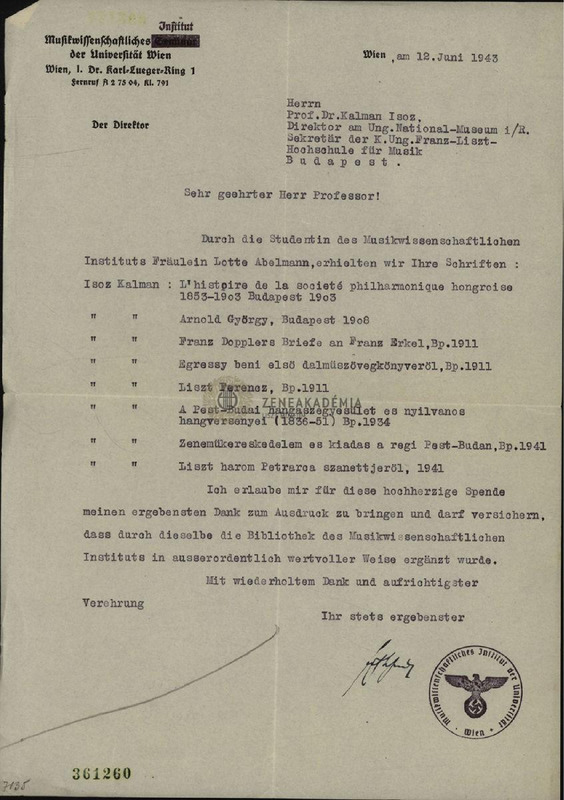 Institut
Musikwissenschaftliches
der Universität Wien
Wien, I. Dr. Karl-Lueger-Ring 1
Fernruf A 2 75 04, Kl. 791
Der Direktor
Wien, am 12.Juni 1943
Herrn
Prof.Dr.Kalman Isoz,
Direktor am Ung.National-Museum i/R.
Sekretär der K.Ung.Franz-Liszt-
Hochschule für Musik
Budapest.
Sehr geehrter Herr Professor!
Durch die Studentin des Musikwissenschaftlichen
Instituts Fräulein Lotte Abelmann,erhielten wir Ihre Schriften :
Isoz Kalman : L'histpire de la societé philharmonique hongroise
1853-1903 Budapest 1903
" " Arnold György, Budapest 1908
" " Franz Dopplers Briefe an Franz Erkel,Bp.1911
" " Egressy beni elsö dalmüszövegkönyveröl,Bp.1911
" " Liszt Ferencz, Bp.1911
ZENEAKADÉMIA
" " A Pest-Budai hangaszegyesület es nyilvanos
hangversenyei (1836-51) Bp.1934
" " Zenemükereskedelem es kiadas a regi Pest-Budan,Bp.1941
" " Liszt harom Petrarca szanettjeröl, 1941
Ich erlaube mir für diese hochherzige Spende
meinen ergebensten Dank zum Ausdruck zu bringen und darf versichern,
dass durch dieselbe die Bibliothek des Musikwissenschaftlichen
Instituts in ausserordentlich wertvoller Weise ergänzt wurde.
Mit wiederholtem Dank und aufrichtigster
Verehrung
Ihr stets ergebenster
Musikwissenschaftliches Institut der Universität
Wien
361260